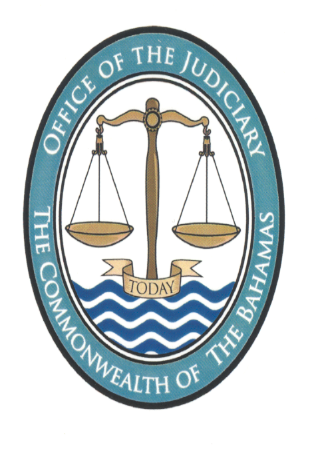 OFFICE OF THE JUDICIARY
TODAY
THE COMMONWEALTH OF THE BAHAMAS